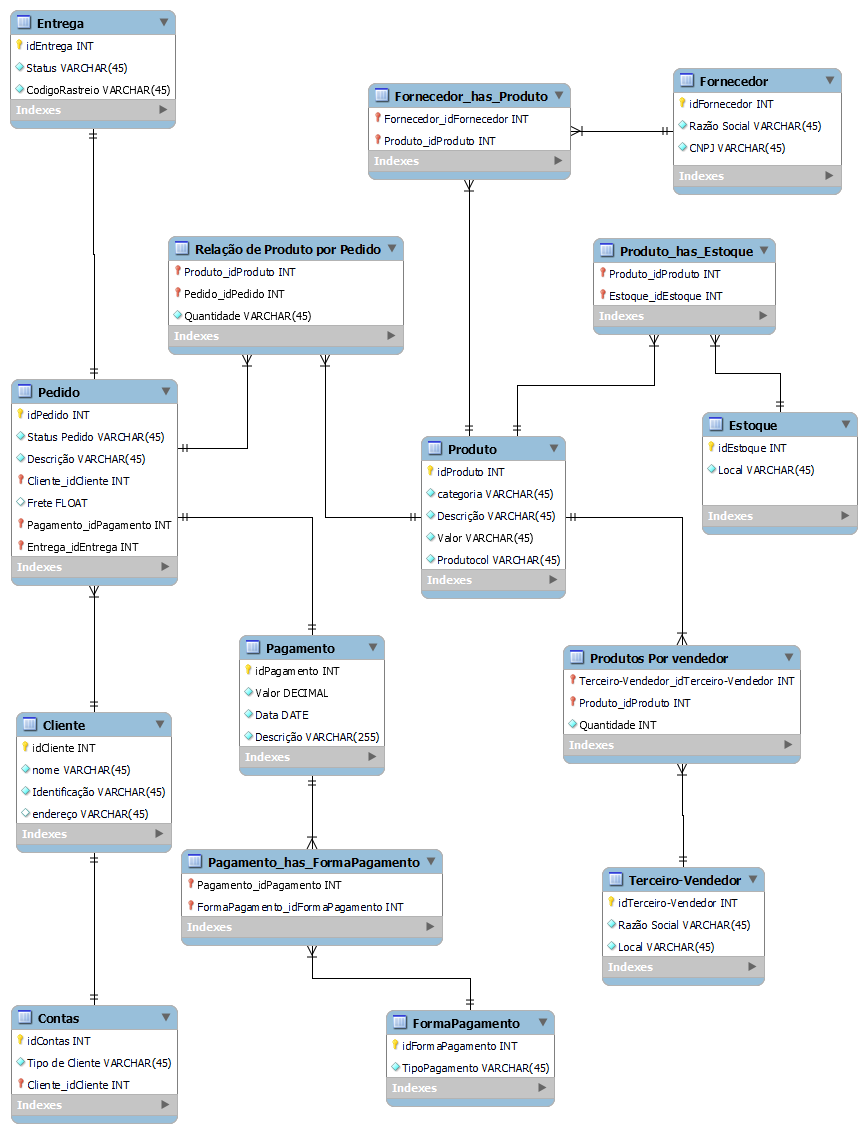 Entrega
idEntrega INT
Status VARCHAR(45)
CodigoRastreio VARCHAR(45)
Indexes
Fornecedor_has_Produto
Fornecedor_idFornecedor INT
Produto_idProduto INT
Indexes
Fornecedor
idFornecedor INT
Razão Social VARCHAR(45)
CNPJ VARCHAR(45)
Indexes
Relação de Produto por Pedido
Produto_idProduto INT
Pedido_idPedido INT
Quantidade VARCHAR(45)
Indexes
Produto_has_Estoque
Produto_idProduto INT
Estoque_idEstoque INT
Indexes
Pedido
idPedido INT
Status Pedido VARCHAR(45)
Descrição VARCHAR(45)
Cliente_idCliente INT
Frete FLOAT
Pagamento_idPagamento INT
Entrega_idEntrega INT
Indexes
Produto
idProduto INT
categoria VARCHAR(45)
Descrição VARCHAR(45)
Valor VARCHAR(45)
Produtocol VARCHAR(45)
Indexes
Estoque
idEstoque INT
Local VARCHAR(45)
Indexes
Pagamento
idPagamento INT
Valor DECIMAL
Data DATE
Descrição VARCHAR(255)
Indexes
Produtos Por vendedor
Terceiro-Vendedor_idTerceiro-Vendedor INT
Produto_idProduto INT
Quantidade INT
Indexes
Cliente
idCliente INT
nome VARCHAR(45)
Identificação VARCHAR(45)
endereço VARCHAR(45)
Indexes
Pagamento_has_FormaPagamento
Pagamento_idPagamento INT
FormaPagamento_idFormaPagamento INT
Indexes
Terceiro-Vendedor
idTerceiro-Vendedor INT
Razão Social VARCHAR(45)
Local VARCHAR(45)
Indexes
Contas
idContas INT
Tipo de Cliente VARCHAR(45)
Cliente_idCliente INT
Indexes
FormaPagamento
idFormaPagamento INT
TipoPagamento VARCHAR(45)
Indexes